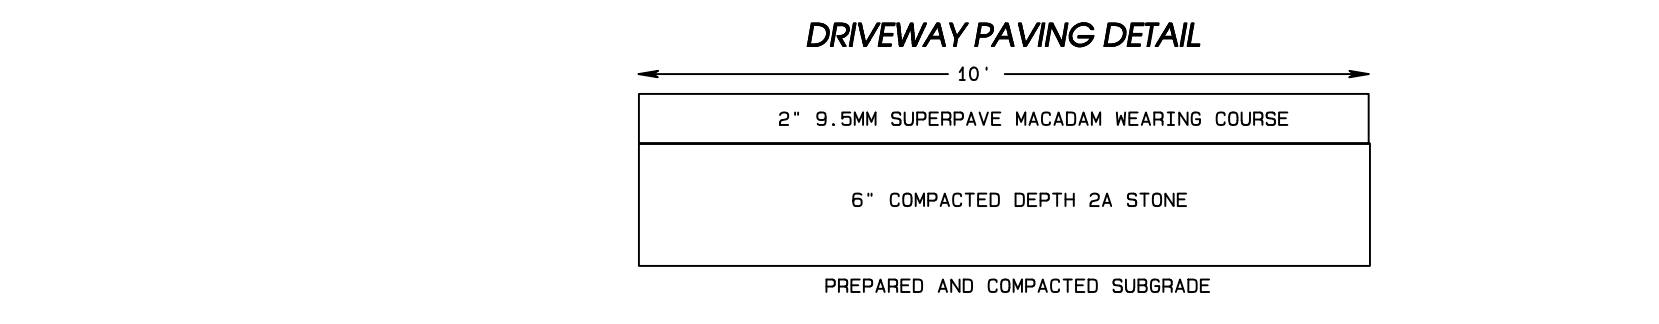 DRIVEWAY PAVING DETAIL
10'
2" 9.5MM SUPERPAVE MACADAM WEARING COURSE
6" COMPACTED DEPTH 2A STONE
PREPARED AND COMPACTED SUBGRADE